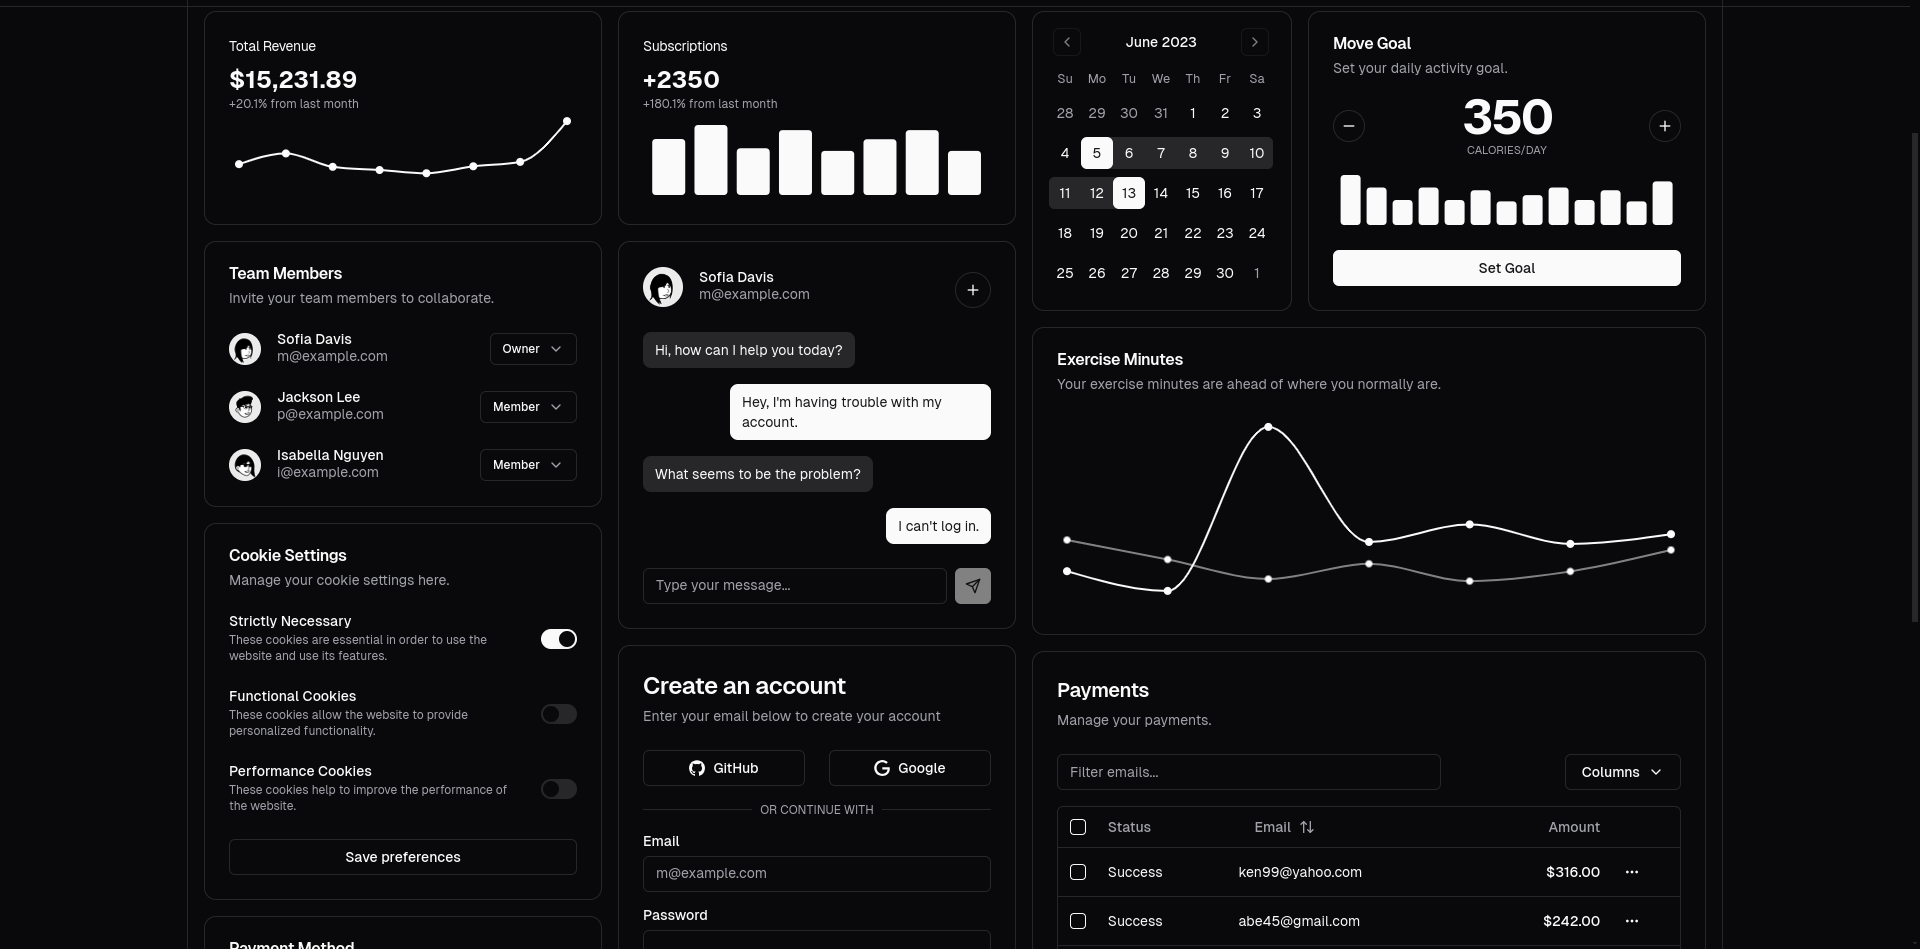 Total Revenue
$15,231.89
+20.1% from last month
Subscriptions
+2350
+180.1% from last month
June 2023
Su Mo Tu We Th Fr Sa
28 29 30 31 1 2 3
4 5 6 7 8 9 10
11 12 13 14 15 16 17
18 19 20 21 22 23 24
25 26 27 28 29 30 1
Move Goal
Set your daily activity goal.
350
CALORIES/DAY
Set Goal
Team Members
Invite your team members to collaborate.
Sofia Davis
m@example.com
Owner
Jackson Lee
p@example.com
Member
Isabella Nguyen
i@example.com
Member
Sofia Davis
m@example.com
Hi, how can I help you today?
Hey, I'm having trouble with my
account.
What seems to be the problem?
I can't log in.
Type your message...
Exercise Minutes
Your exercise minutes are ahead of where you normally are.
Cookie Settings
Manage your cookie settings here.
Strictly Necessary
These cookies are essential in order to use the
website and use its features.
Functional Cookies
These cookies allow the website to provide
personalized functionality.
Performance Cookies
These cookies help to improve the performance of
the website.
Save preferences
Create an account
Enter your email below to create your account
GitHub
Google
OR CONTINUE WITH
Email
m@example.com
Password
Payments
Manage your payments.
Filter emails...
Columns
Status Email Amount
Success ken99@yahoo.com $316.00
Success abe45@gmail.com $242.00
Payment Method